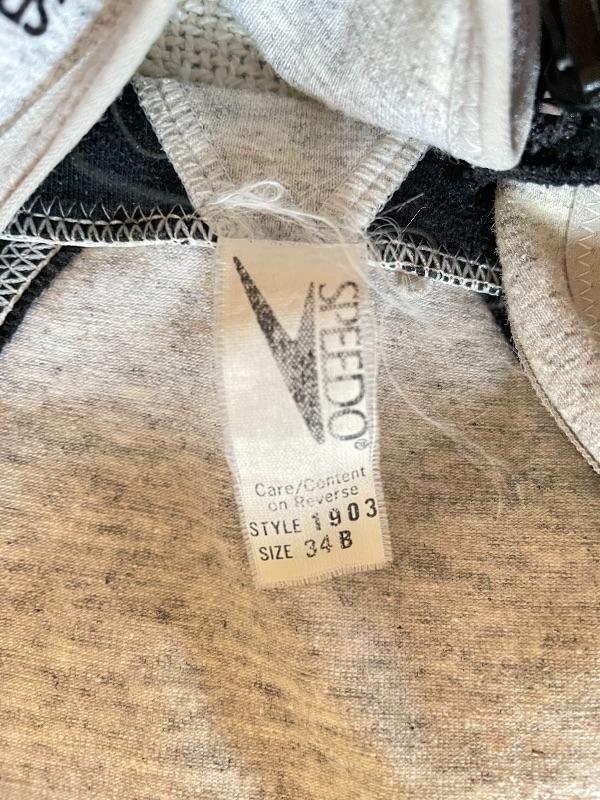 SPEEDO®
Care/Content
on Reverse
STYLE 1903
SIZE 34 B